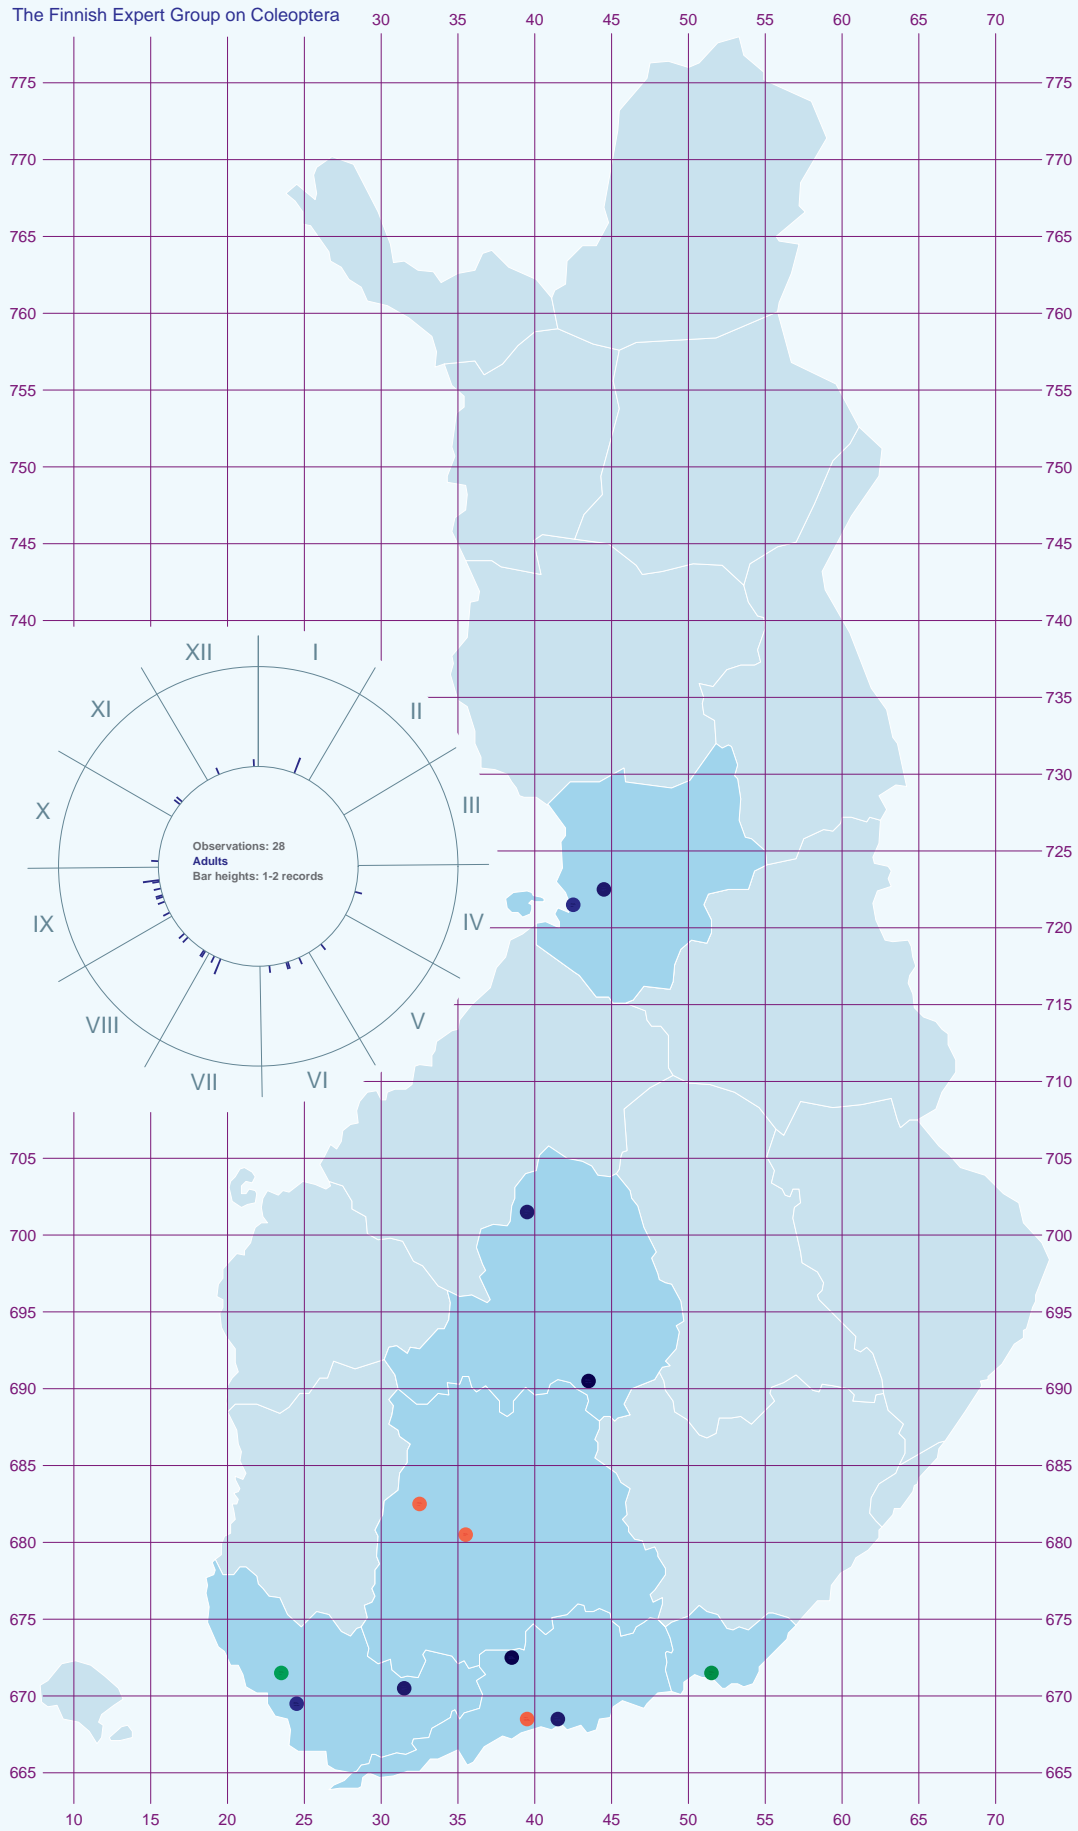 The Finnish Expert Group on Coleoptera
30 35 40 45 50 55 60 65 70
775 775
770 770
765 765
760 760
755 755
750 750
745 745
740 740
XII I
735
XI II
730
X III
725
Observations: 28
Adults
Bar heights: 1-2 records
IX IV
720
VIII V
715
VII VI
710
705 705
700 700
695 695
690 690
685 685
680 680
675 675
670 670
665 665
10 15 20 25 30 35 40 45 50 55 60 65 70